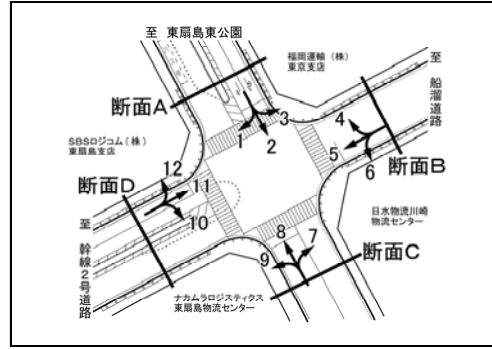 至 東扇島東公園
福岡運輸(株)
東京支店
至 船溜道路
断面A
SBSロジコム(株)
東扇島支店
断面D
断面B
日水物流川崎
物流センター
断面C
至 幹線2号道路
ナカムラロジスティクス
東扇島物流センター
1
2
3
4
5
6
7
8
9
10
11
12